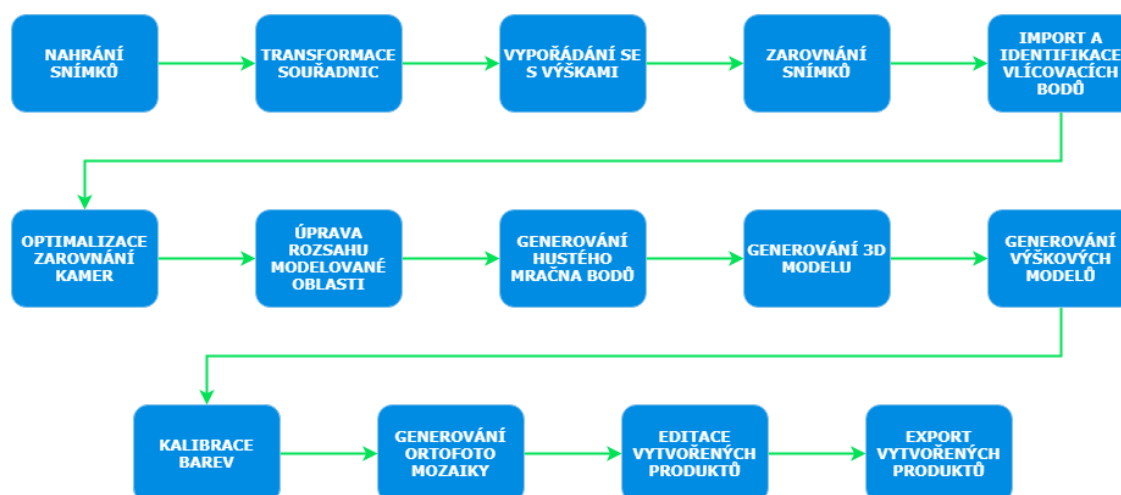 NAHRÁNÍ
SNÍMKŮ
TRANSFORMACE
SOUŘADNIC
VYPOŘÁDÁNÍ SE
S VÝŠKAMI
ZAROVNÁNÍ
SNÍMKŮ
IMPORT A
IDENTIFIKACE
VLÍCOVACÍCH
BODŮ
OPTIMALIZACE
ZAROVNÁNÍ
KAMER
ÚPRAVA
ROZSAHU
MODELOVANÉ
OBLASTI
GENEROVÁNÍ
HUSTÉHO
MRAČNA BODŮ
GENEROVÁNÍ 3D
MODELU
GENEROVÁNÍ
VÝŠKOVÝCH
MODELŮ
KALIBRACE
BAREV
GENEROVÁNÍ
ORTOFOTO
MOZAIKY
EDITACE
VYTVOŘENÝCH
PRODUKTŮ
EXPORT
VYTVOŘENÝCH
PRODUKTŮ